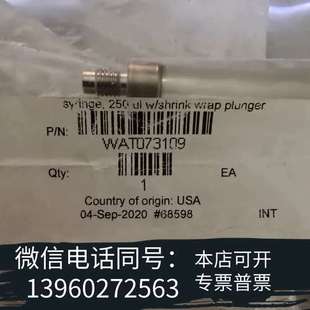 syringe, 250 ul w/shrink wrap plunger
P/N:
WAT073109
Qty:
EA
1
Country of origin: USA
04-Sep-2020 #68598
INT
微信电话同号：
13960272563
本店可开
专票普票